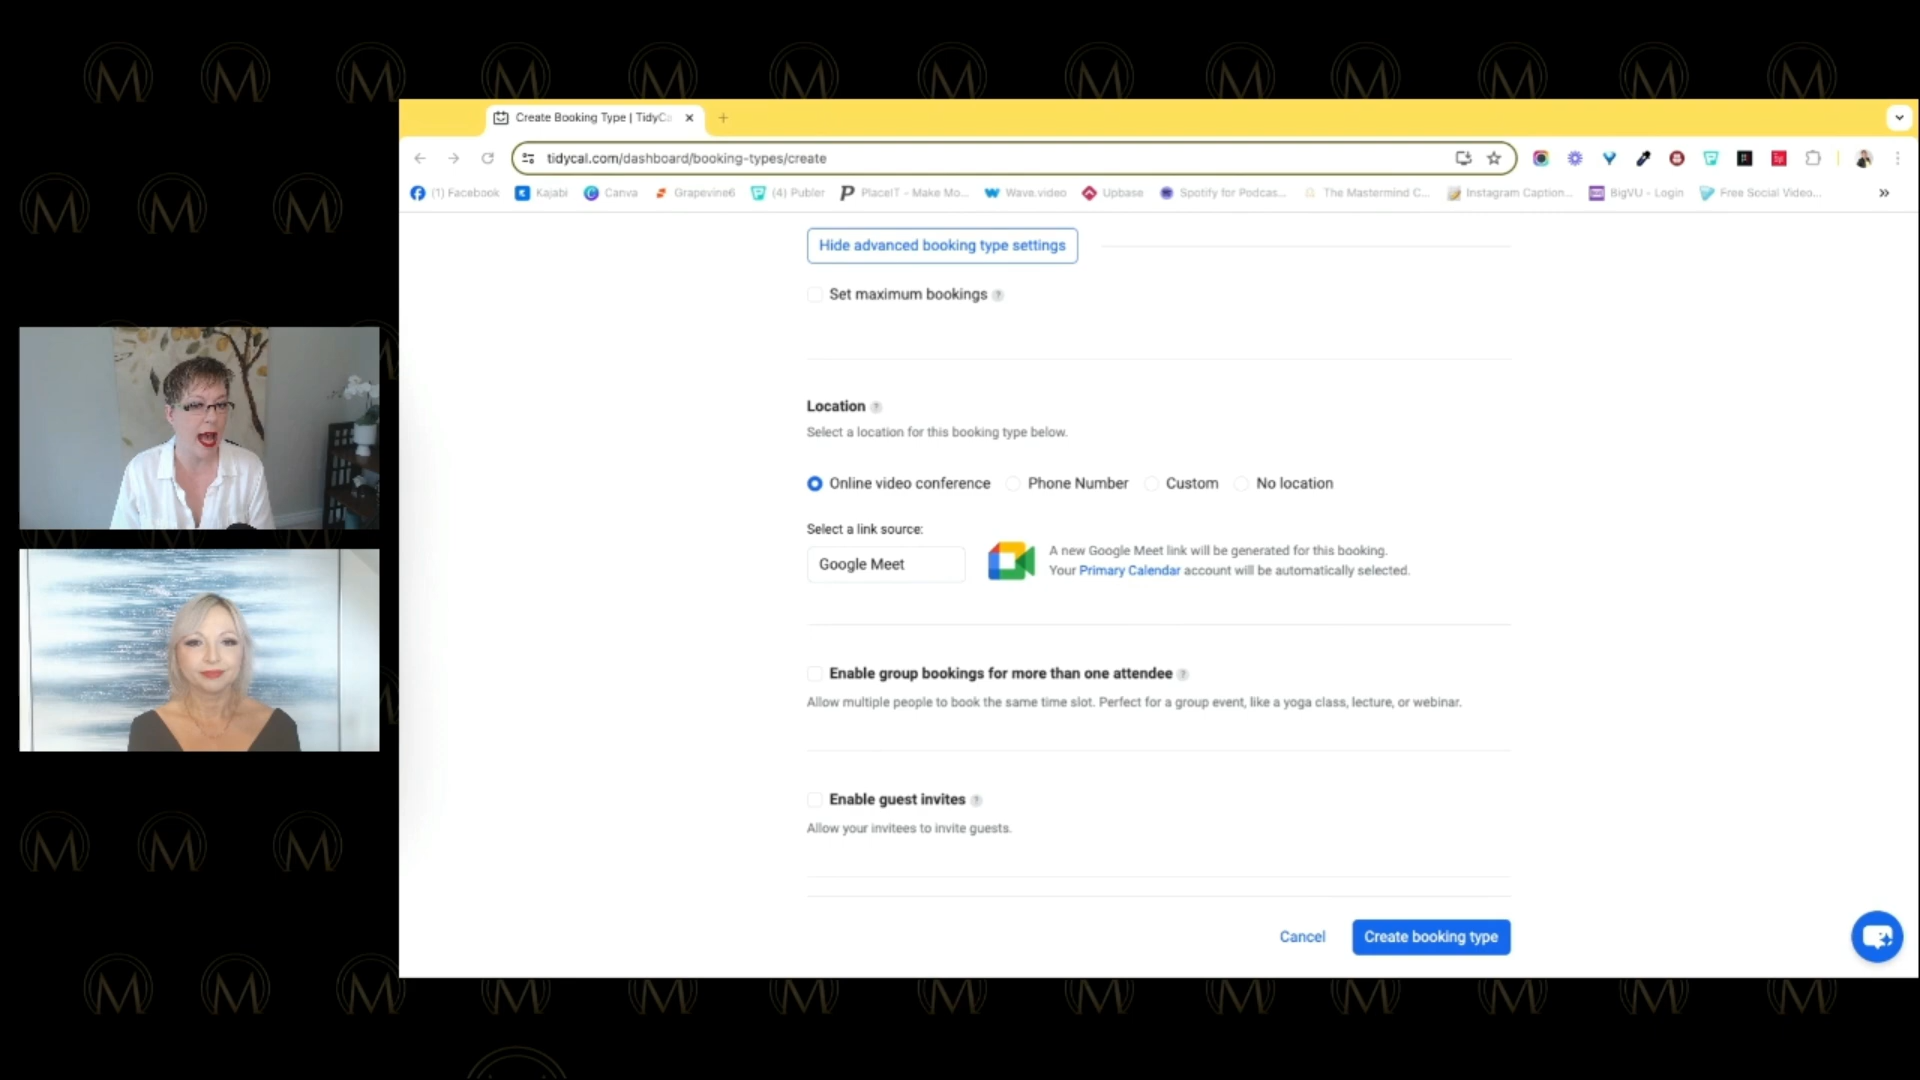 Create Booking Type | TidyCa
tidycal.com/dashboard/booking-types/create
(1) Facebook
Kajabi
Canva
Grapevine6
(4) Publer
PlaceIT - Make Mo...
Wave.video
Upbase
Spotify for Podcas...
The Mastermind C...
Instagram Caption...
BigVU - Login
Free Social Video...
Hide advanced booking type settings
Set maximum bookings ?
Location ?
Select a location for this booking type below.
Online video conference Phone Number Custom No location
Select a link source:
Google Meet
A new Google Meet link will be generated for this booking.
Your Primary Calendar account will be automatically selected.
Enable group bookings for more than one attendee ?
Allow multiple people to book the same time slot. Perfect for a group event, like a yoga class, lecture, or webinar.
Enable guest invites ?
Allow your invitees to invite guests.
Cancel
Create booking type